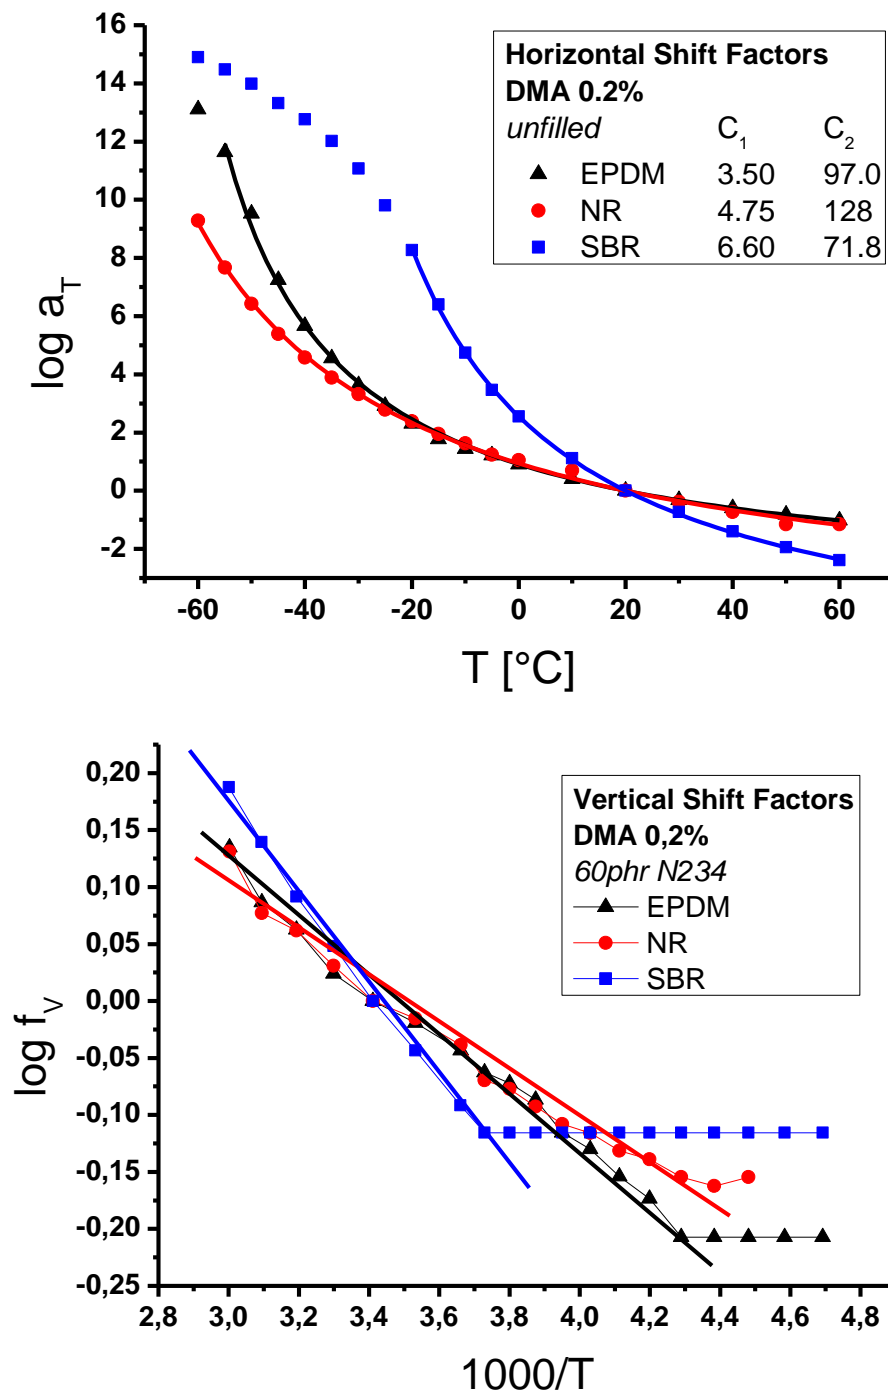 Horizontal Shift Factors
DMA 0.2%
unfilled C1 C2
EPDM 3.50 97.0
NR 4.75 128
SBR 6.60 71.8
16
14
12
10
8
6
4
2
0
-2
log aT
-60 -40 -20 0 20 40 60
T [°C]
Vertical Shift Factors
DMA 0,2%
60phr N234
EPDM
NR
SBR
0,20
0,15
0,10
0,05
0,00
-0,05
-0,10
-0,15
-0,20
-0,25
log fV
2,8 3,0 3,2 3,4 3,6 3,8 4,0 4,2 4,4 4,6 4,8
1000/T